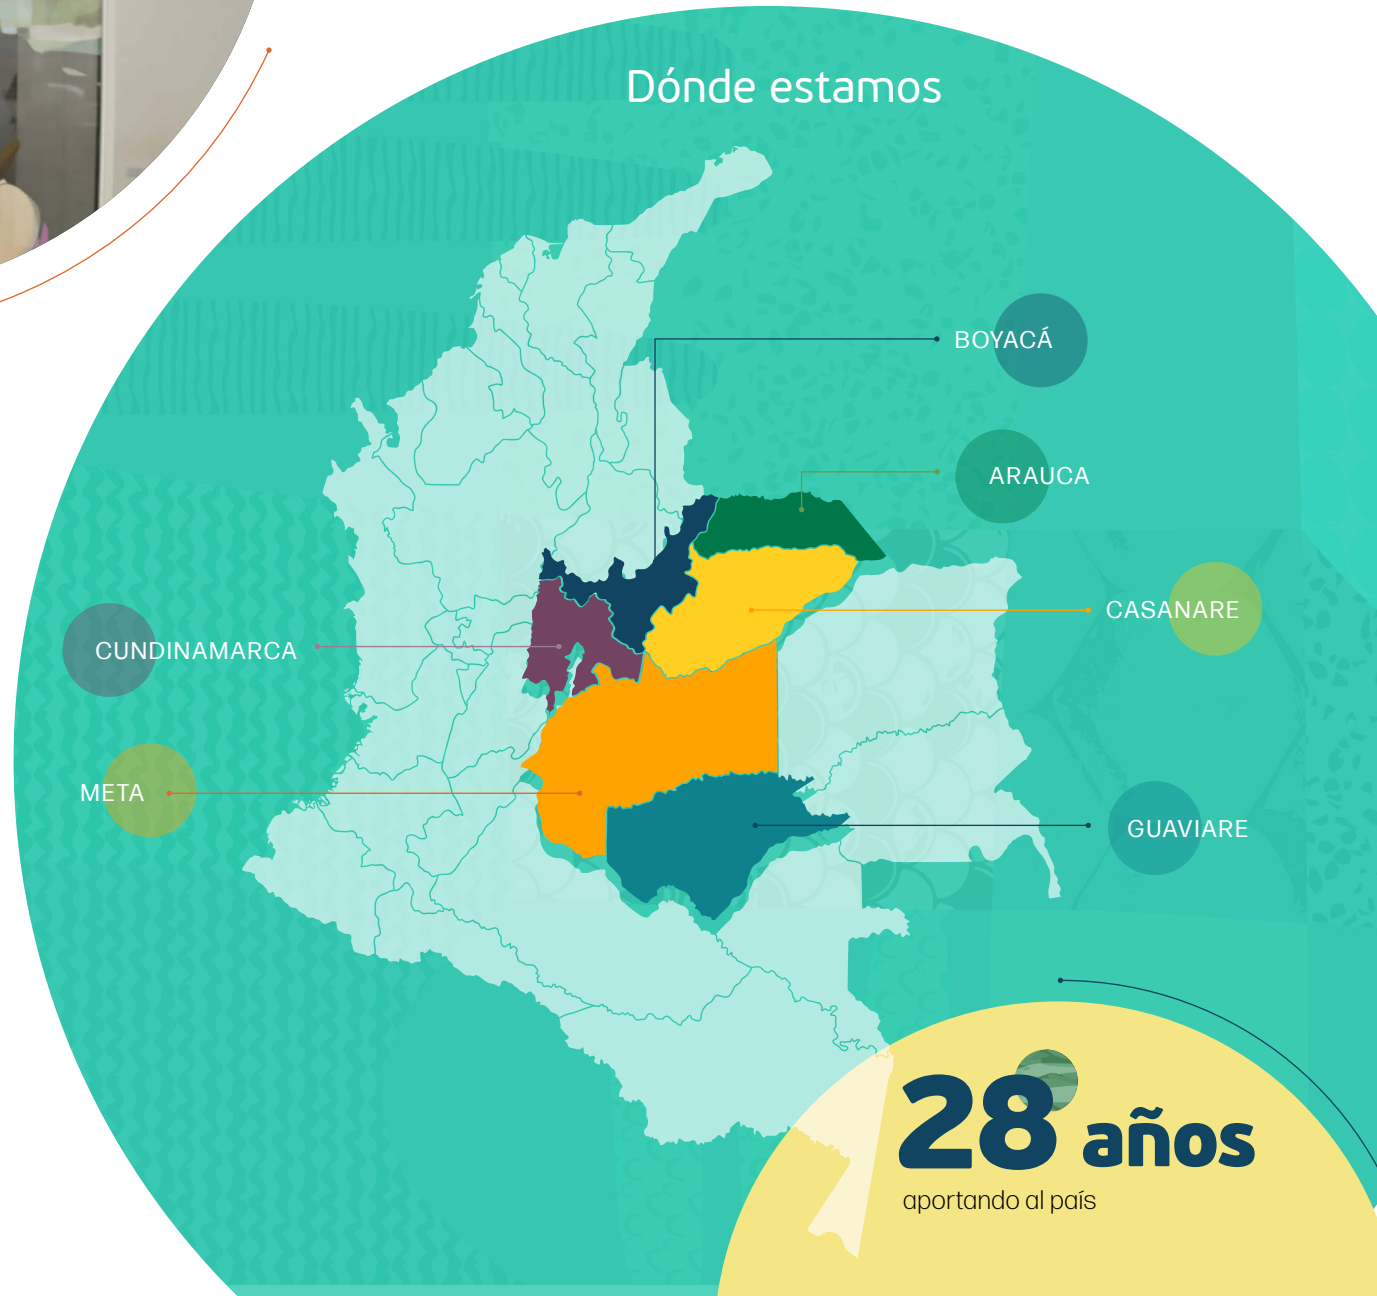 Dónde estamos
BOYACÁ
ARAUCA
CASANARE
CUNDINAMARCA
META
GUAVIARE
28 años
aportando al país